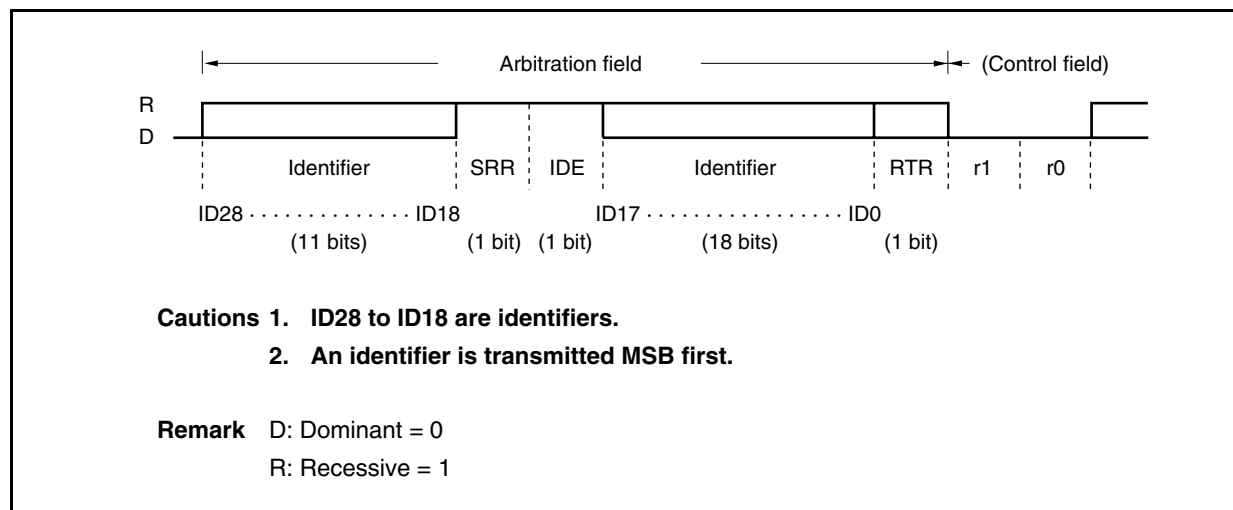 Arbitration field (Control field)
R
D
Identifier SRR IDE Identifier RTR r1 r0
ID28 · · · · · · · · · · · · · · ID18 ID17 · · · · · · · · · · · · · · · · · ID0
(11 bits) (1 bit) (1 bit) (18 bits) (1 bit)
Cautions 1. ID28 to ID18 are identifiers.
2. An identifier is transmitted MSB first.
Remark D: Dominant = 0
R: Recessive = 1